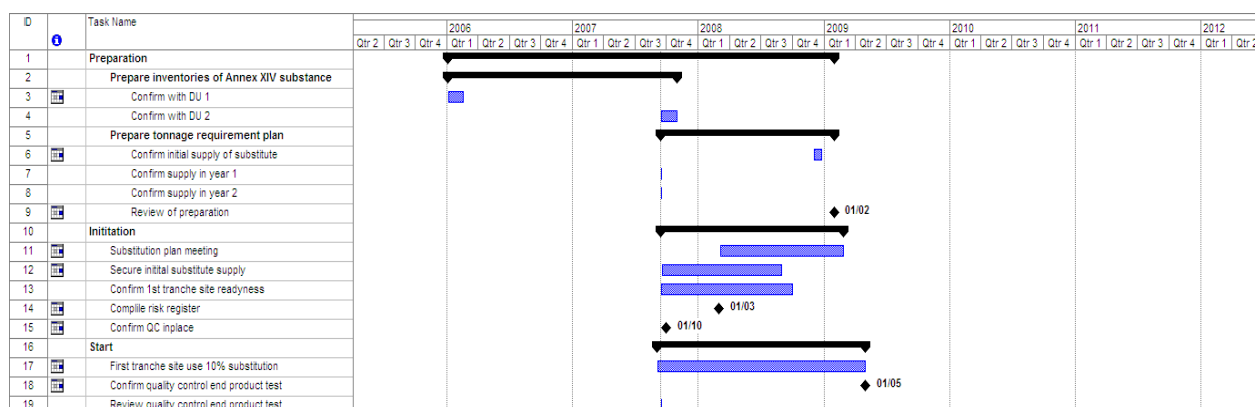 ID Task Name 2006 2007 2008 2009 2010 2011 2012
Qtr 2 Qtr 3 Qtr 4 Qtr 1 Qtr 2 Qtr 3 Qtr 4 Qtr 1 Qtr 2 Qtr 3 Qtr 4 Qtr 1 Qtr 2 Qtr 3 Qtr 4 Qtr 1 Qtr 2 Qtr 3 Qtr 4 Qtr 1 Qtr 2 Qtr 3 Qtr 4 Qtr 1 Qtr 2 Qtr 3 Qtr 4 Qtr 1 Qtr 2
1 Preparation
2 Prepare inventories of Annex XIV substance
3 Confirm with DU 1
4 Confirm with DU 2
5 Prepare tonnage requirement plan
6 Confirm initial supply of substitute
7 Confirm supply in year 1
8 Confirm supply in year 2
9 Review of preparation 01/02
10 Inititation
11 Substitution plan meeting
12 Secure initital substitute supply
13 Confirm 1st tranche site readyness
14 Complile risk register 01/03
15 Confirm QC inplace 01/10
16 Start
17 First tranche site use 10% substitution
18 Confirm quality control end product test 01/05
19 Review quality control end product test